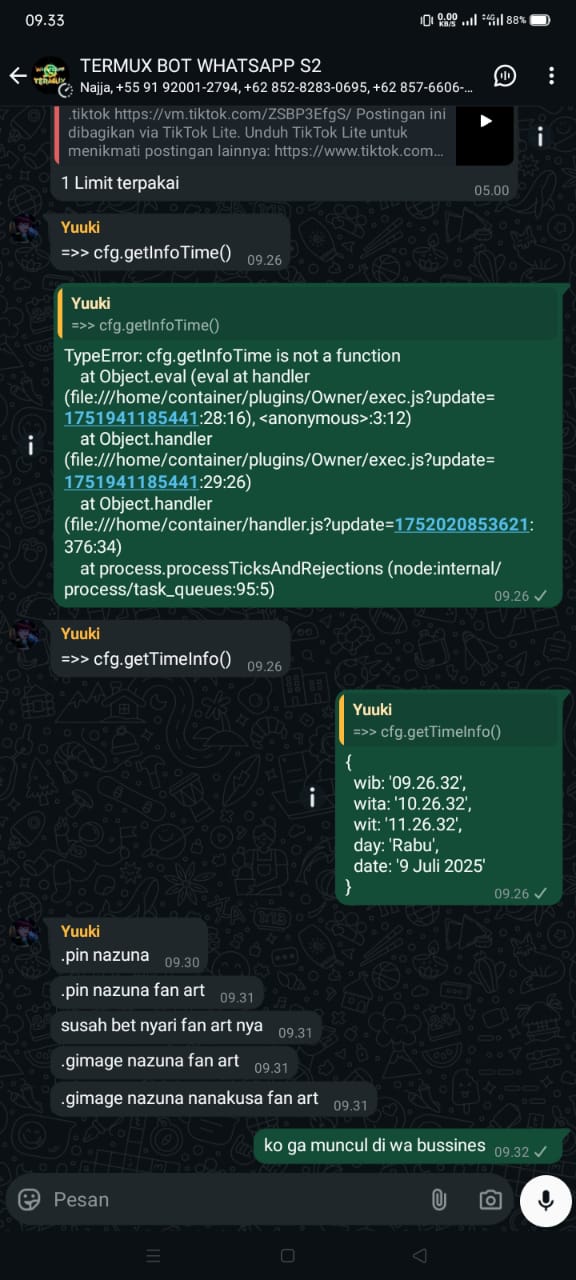 09.33
0.00 KB/S 4G 88%
TERMUX BOT WHATSAPP S2
Najja, +55 91 92001-2794, +62 852-8283-0695, +62 857-6606-...
.tiktok https://vm.tiktok.com/ZSBP3EfgS/ Postingan ini
dibagikan via TikTok Lite. Unduh TikTok Lite untuk
menikmati postingan lainnya: https://www.tiktok.com...
1 Limit terpakai
05.00
Yuuki
=>> cfg.getInfoTime()
09.26
Yuuki
=>> cfg.getInfoTime()
TypeError: cfg.getInfoTime is not a function
at Object.eval (eval at handler
(file:///home/container/plugins/Owner/exec.js?update=
1751941185441:28:16), <anonymous>:3:12)
at Object.handler
(file:///home/container/plugins/Owner/exec.js?update=
1751941185441:29:26)
at Object.handler
(file:///home/container/handler.js?update=1752020853621:
376:34)
at process.processTicksAndRejections (node:internal/
process/task_queues:95:5)
09.26
Yuuki
=>> cfg.getTimeInfo()
09.26
Yuuki
=>> cfg.getTimeInfo()
{
wib: '09.26.32',
wita: '10.26.32',
wit: '11.26.32',
day: 'Rabu',
date: '9 Juli 2025'
}
09.26
Yuuki
.pin nazuna
09.30
.pin nazuna fan art
09.31
susah bet nyari fan art nya
09.31
.gimage nazuna fan art
09.31
.gimage nazuna nanakusa fan art
09.31
ko ga muncul di wa bussines
09.32
Pesan